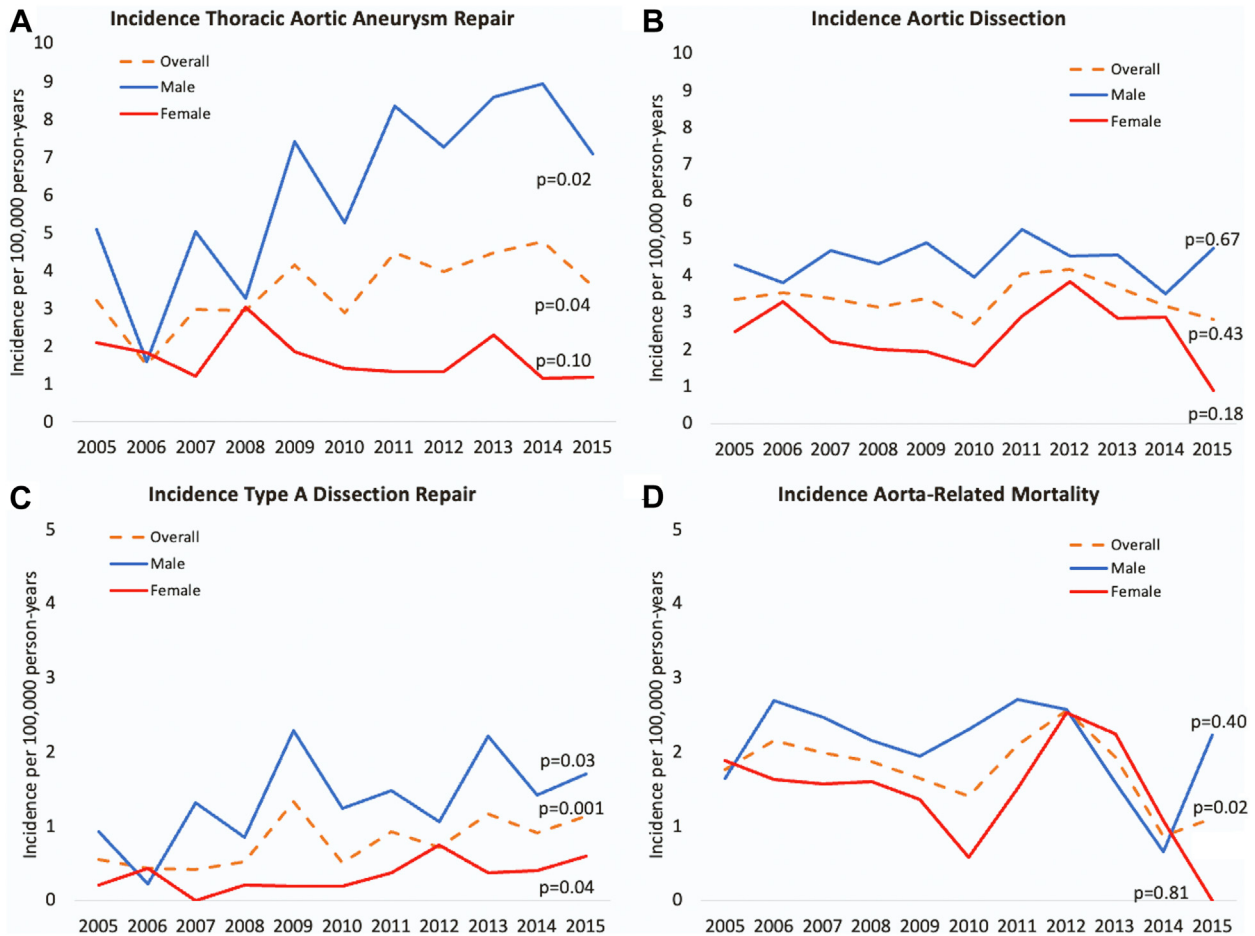 A
Incidence Thoracic Aortic Aneurysm Repair
Incidence per 100,000 person-years
10
9
8
7
6
5
4
3
2
1
0
Overall
Male
Female
p=0.02
p=0.04
p=0.10
2005 2006 2007 2008 2009 2010 2011 2012 2013 2014 2015
B
Incidence Aortic Dissection
Incidence per 100,000 person-years
10
9
8
7
6
5
4
3
2
1
0
Overall
Male
Female
p=0.67
p=0.43
p=0.18
2005 2006 2007 2008 2009 2010 2011 2012 2013 2014 2015
C
Incidence Type A Dissection Repair
Incidence per 100,000 person-years
5
4
3
2
1
0
Overall
Male
Female
p=0.03
p=0.001
p=0.04
2005 2006 2007 2008 2009 2010 2011 2012 2013 2014 2015
D
Incidence Aorta-Related Mortality
Incidence per 100,000 person-years
5
4
3
2
1
0
Overall
Male
Female
p=0.40
p=0.02
p=0.81
2005 2006 2007 2008 2009 2010 2011 2012 2013 2014 2015